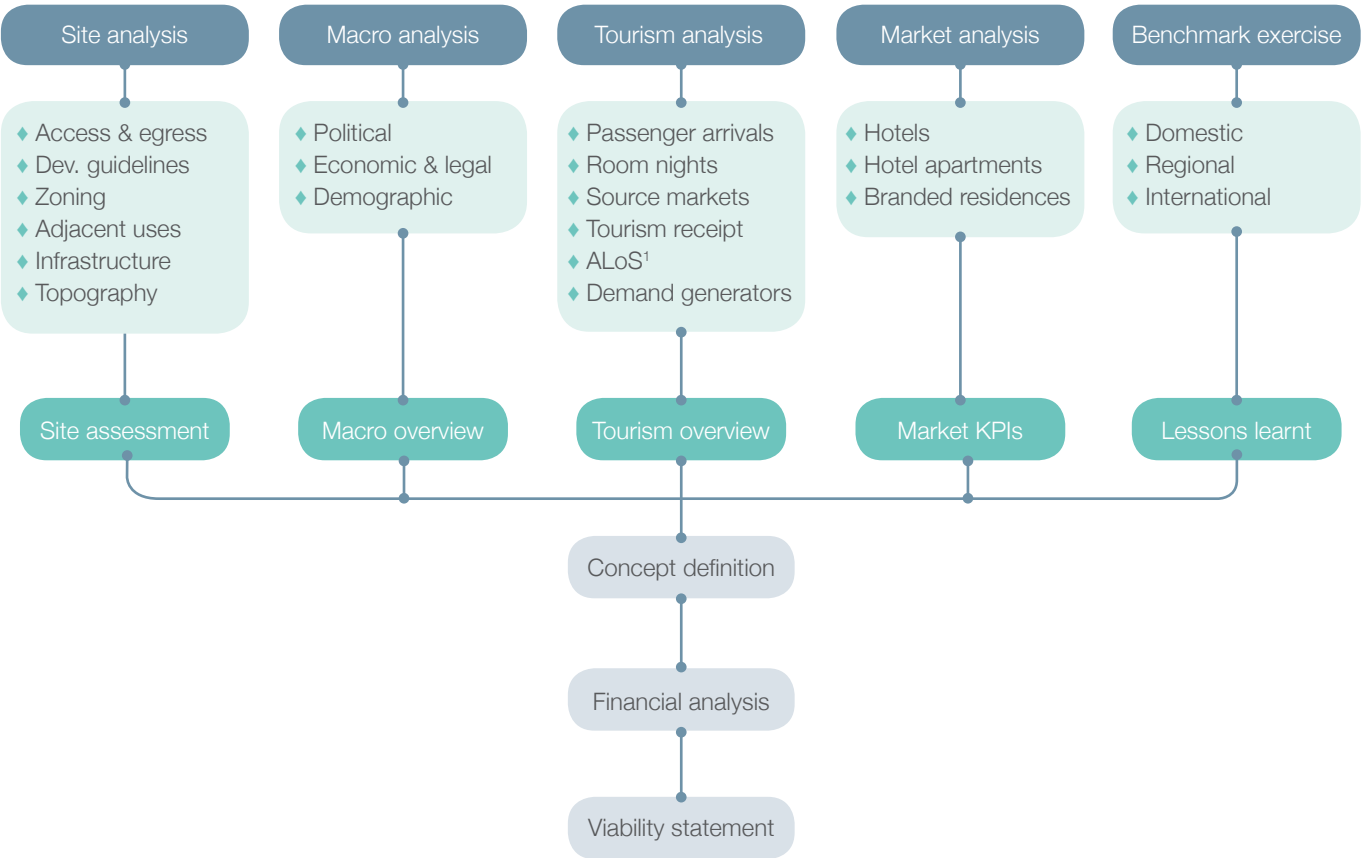 Site analysis
Macro analysis
Tourism analysis
Market analysis
Benchmark exercise
♦ Access & egress
♦ Dev. guidelines
♦ Zoning
♦ Adjacent uses
♦ Infrastructure
♦ Topography
♦ Political
♦ Economic & legal
♦ Demographic
♦ Passenger arrivals
♦ Room nights
♦ Source markets
♦ Tourism receipt
♦ ALoS¹
♦ Demand generators
♦ Hotels
♦ Hotel apartments
♦ Branded residences
♦ Domestic
♦ Regional
♦ International
Site assessment
Macro overview
Tourism overview
Market KPIs
Lessons learnt
Concept definition
Financial analysis
Viability statement